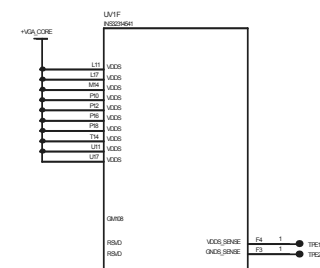 UV1F
INS32314541
+VGA_CORE
L11 VDDS
L17 VDDS
M14 VDDS
P10 VDDS
P12 VDDS
P16 VDDS
P18 VDDS
T14 VDDS
U11 VDDS
U17 VDDS
GM108
RSVD VDDS_SENSE F4 1 TPE1
RSVD GNDS_SENSE F3 1 TPE2